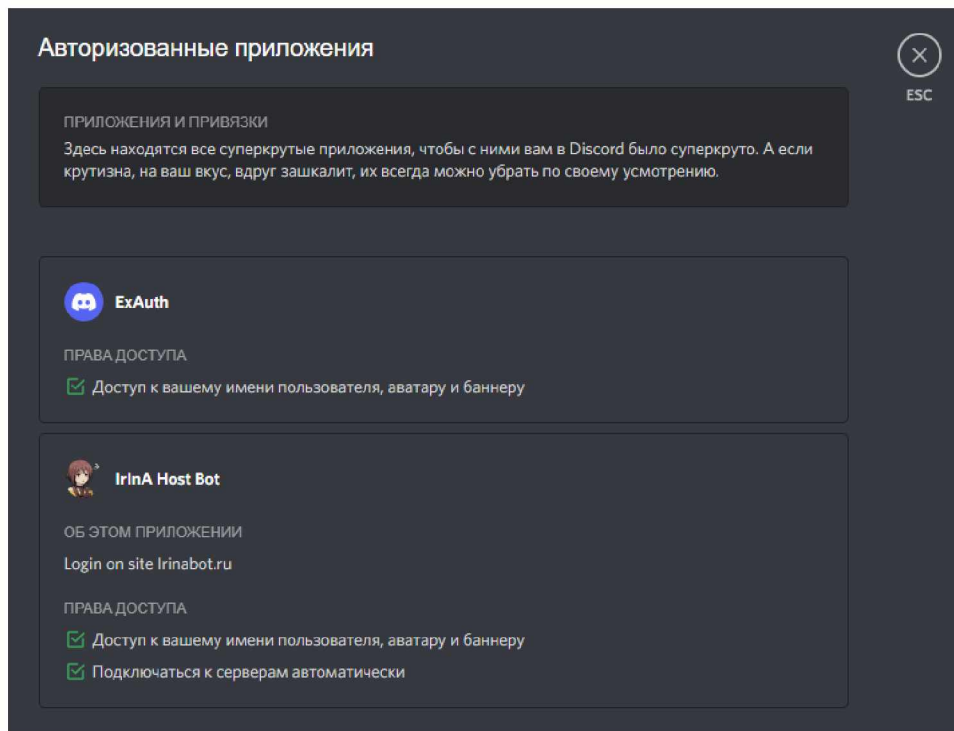 Авторизованные приложения
ESC
ПРИЛОЖЕНИЯ И ПРИВЯЗКИ
Здесь находятся все суперкрутые приложения, чтобы с ними вам в Discord было суперкруто. А если
крутизна, на ваш вкус, вдруг зашкалит, их всегда можно убрать по своему усмотрению.
ExAuth
ПРАВА ДОСТУПА
Доступ к вашему имени пользователя, аватару и баннеру
IrInA Host Bot
ОБ ЭТОМ ПРИЛОЖЕНИИ
Login on site Irinabot.ru
ПРАВА ДОСТУПА
Доступ к вашему имени пользователя, аватару и баннеру
Подключаться к серверам автоматически